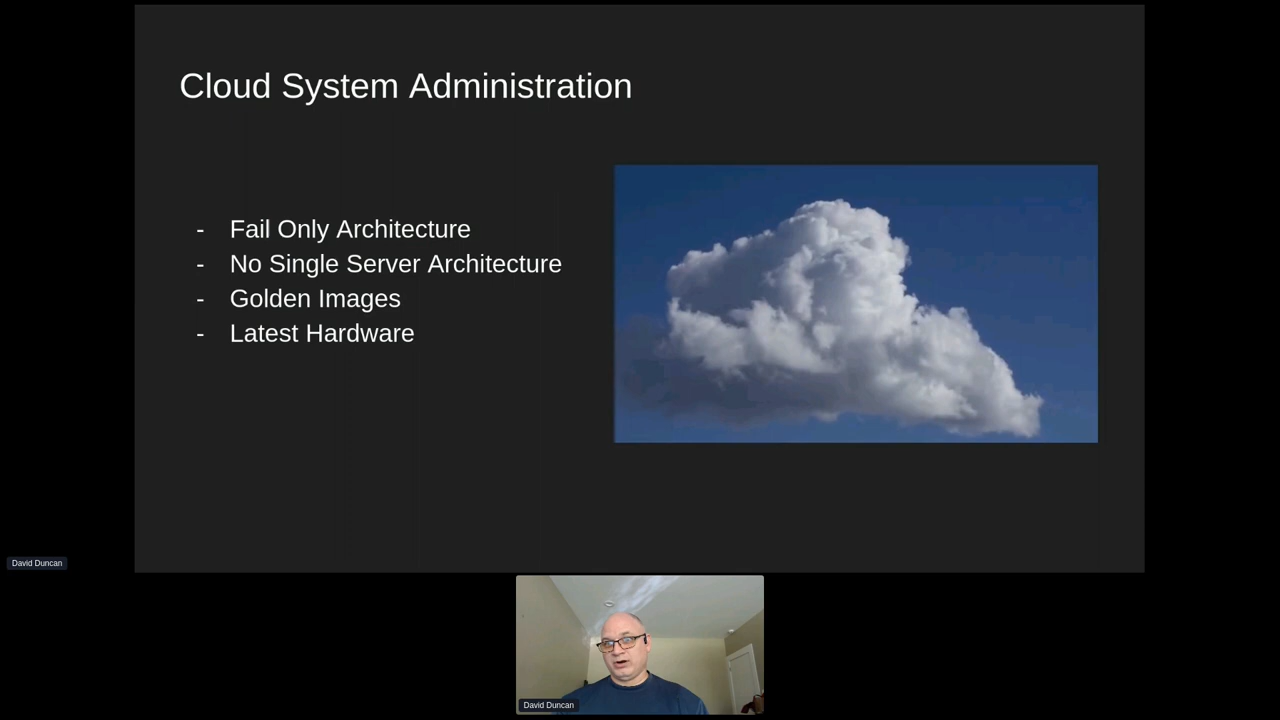 Cloud System Administration
- Fail Only Architecture
- No Single Server Architecture
- Golden Images
- Latest Hardware
David Duncan
David Duncan